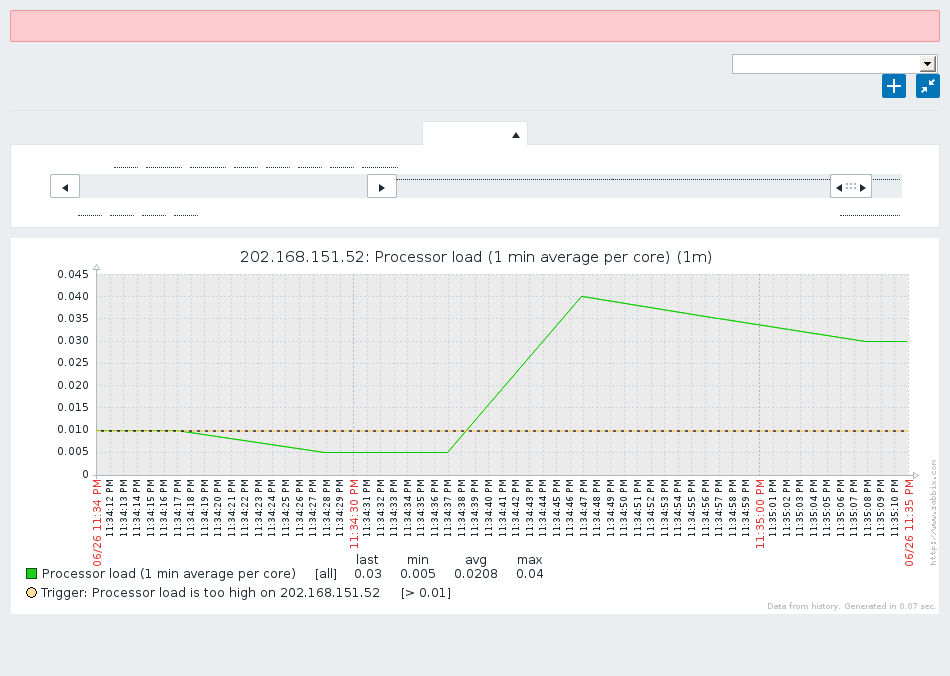 202.168.151.52: Processor load (1 min average per core) (1m)
0.045
0.040
0.035
0.030
0.025
0.020
0.015
0.010
0.005
0
06/26 11:34 PM
11:34:12 PM
11:34:13 PM
11:34:14 PM
11:34:15 PM
11:34:16 PM
11:34:17 PM
11:34:18 PM
11:34:19 PM
11:34:20 PM
11:34:21 PM
11:34:22 PM
11:34:23 PM
11:34:24 PM
11:34:25 PM
11:34:26 PM
11:34:27 PM
11:34:28 PM
11:34:29 PM
11:34:30 PM
11:34:31 PM
11:34:32 PM
11:34:33 PM
11:34:34 PM
11:34:35 PM
11:34:36 PM
11:34:37 PM
11:34:38 PM
11:34:39 PM
11:34:40 PM
11:34:41 PM
11:34:42 PM
11:34:43 PM
11:34:44 PM
11:34:45 PM
11:34:46 PM
11:34:47 PM
11:34:48 PM
11:34:49 PM
11:34:50 PM
11:34:51 PM
11:34:52 PM
11:34:53 PM
11:34:54 PM
11:34:55 PM
11:34:56 PM
11:34:57 PM
11:34:58 PM
11:34:59 PM
11:35:00 PM
11:35:01 PM
11:35:02 PM
11:35:03 PM
11:35:04 PM
11:35:05 PM
11:35:06 PM
11:35:07 PM
11:35:08 PM
11:35:09 PM
11:35:10 PM
06/26 11:35 PM
http://www.zabbix.com
last min avg max
Processor load (1 min average per core) [all] 0.03 0.005 0.0208 0.04
Trigger: Processor load is too high on 202.168.151.52 [> 0.01]
Data from history. Generated in 0.07 sec.